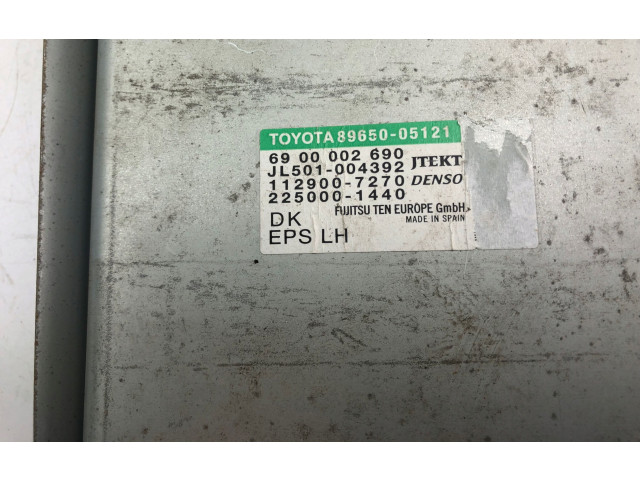 TOYOTA 89650-05121
69 00 002 690
JL501-004392 JTEKT
112900-7270 DENSO
225000-1440
FUJITSU TEN EUROPE GmbH
DK MADE IN SPAIN
EPS LH